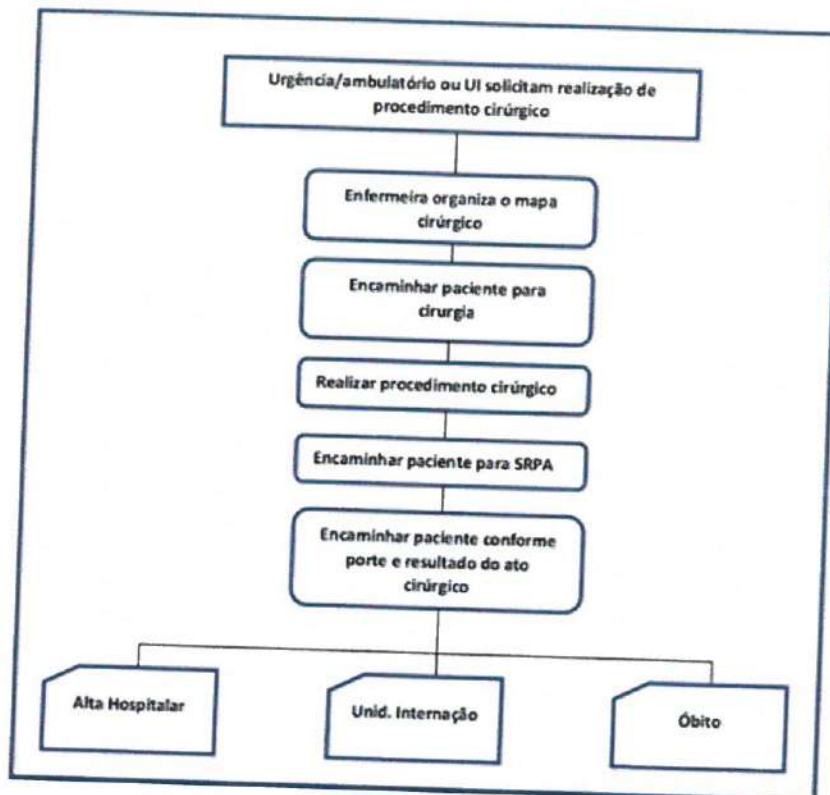 Urgência/ambulatório ou UI solicitam realização de
procedimento cirúrgico
Enfermeira organiza o mapa
cirúrgico
Encaminhar paciente para
cirurgia
Realizar procedimento cirúrgico
Encaminhar paciente para SRPA
Encaminhar paciente conforme
porte e resultado do ato
cirúrgico
Alta Hospitalar
Unid. Internação
Óbito